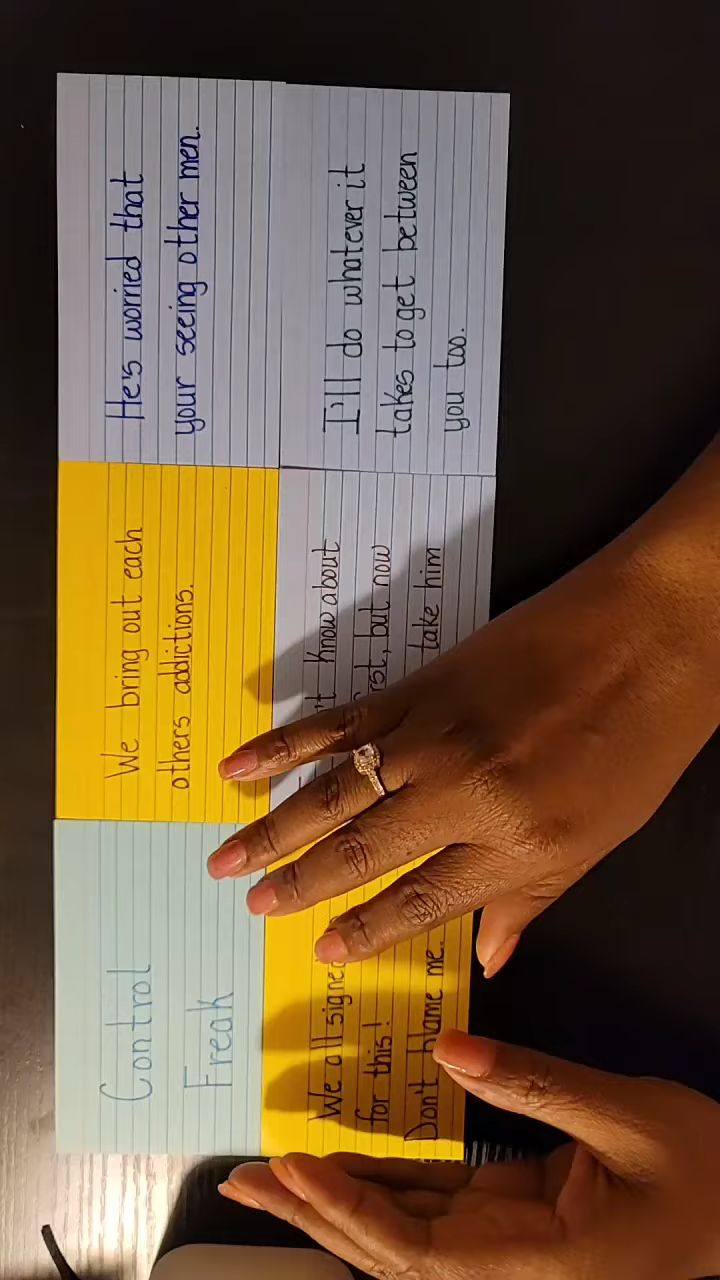 Control
Freak
We bring out each
others addictions.
He's worried that
your seeing other men.
We all signed
for this!
Don't blame me.
know about
but now
take him
I'll do whatever it
takes to get between
you too.